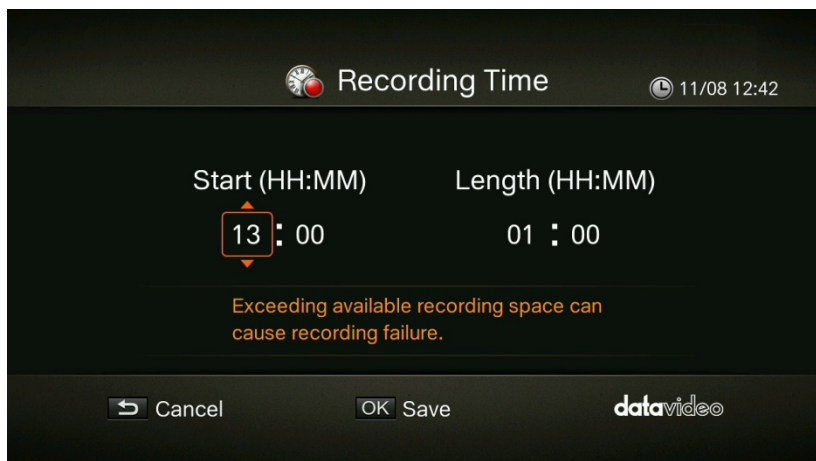 Recording Time
11/08 12:42
Start (HH:MM) Length (HH:MM)
13 : 00 01 : 00
Exceeding available recording space can
cause recording failure.
Cancel OK Save datavideo